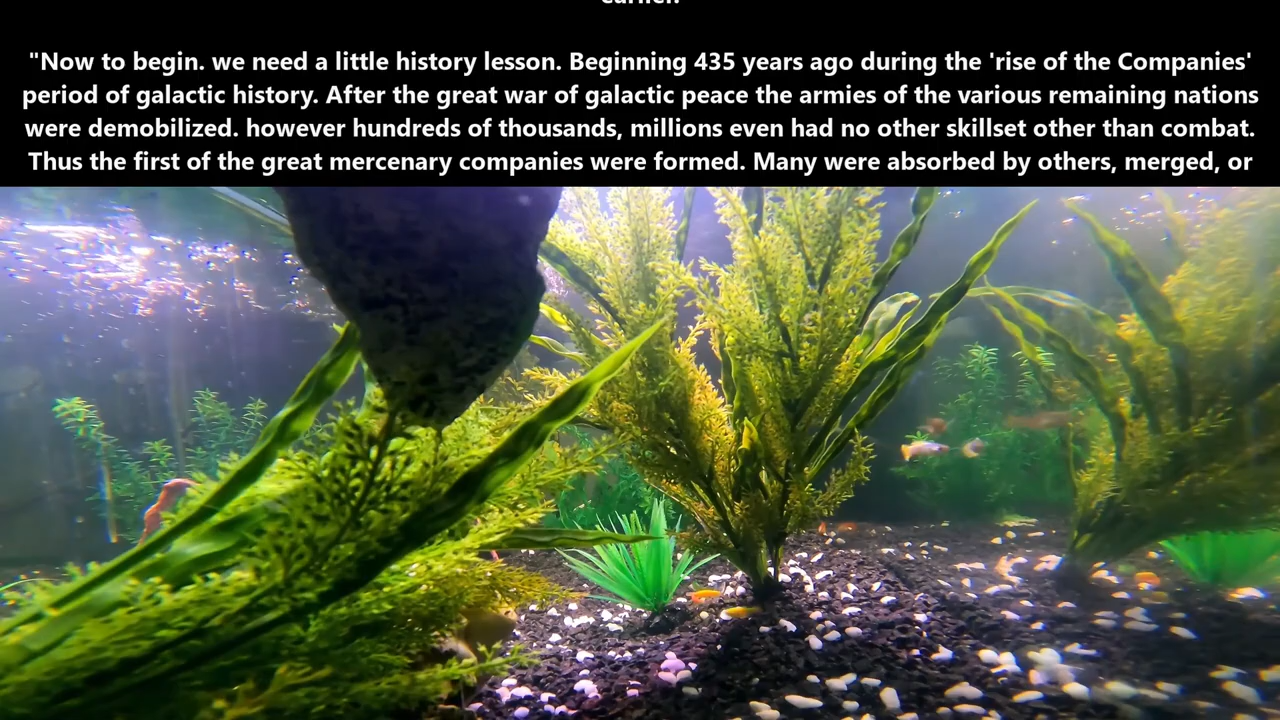 earlier.
"Now to begin. we need a little history lesson. Beginning 435 years ago during the 'rise of the Companies'
period of galactic history. After the great war of galactic peace the armies of the various remaining nations
were demobilized. however hundreds of thousands, millions even had no other skillset other than combat.
Thus the first of the great mercenary companies were formed. Many were absorbed by others, merged, or